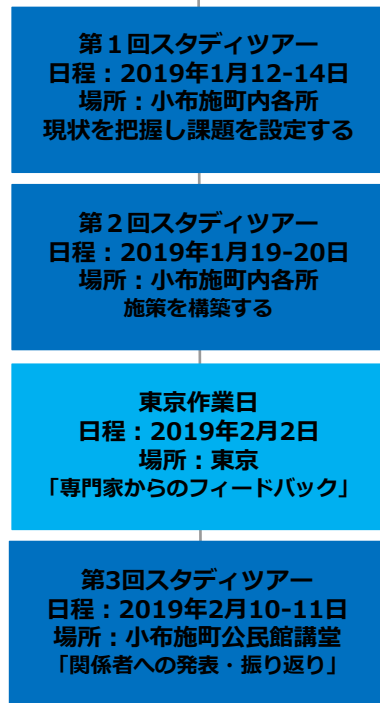 第１回スタディツアー
日程：2019年1月12-14日
場所：小布施町内各所
現状を把握し課題を設定する
第２回スタディツアー
日程：2019年1月19-20日
場所：小布施町内各所
施策を構築する
東京作業日
日程：2019年2月2日
場所：東京
「専門家からのフィードバック」
第3回スタディツアー
日程：2019年2月10-11日
場所：小布施町公民館講堂
「関係者への発表・振り返り」